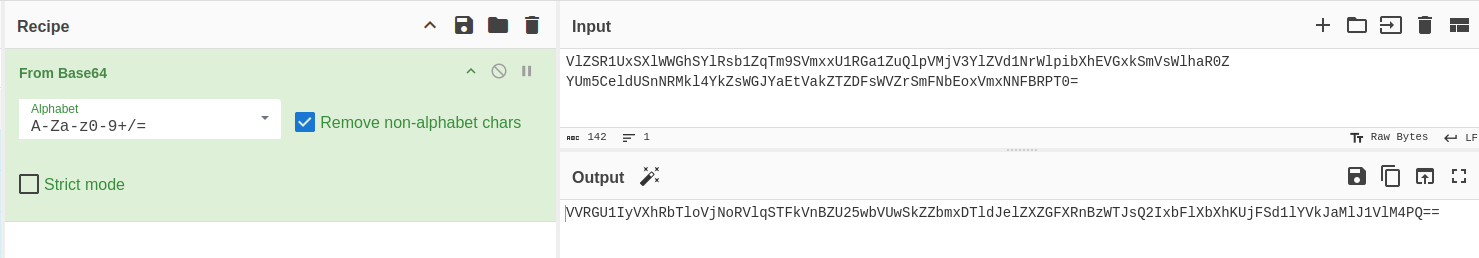 Recipe
From Base64
Alphabet
A-Za-z0-9+/=
Remove non-alphabet chars
Strict mode
Input
VlZSR1UxSXlWWGhSYlRsb1ZqTm9SVmxxU1RGa1ZuQlpVMjV3YlZVd1NrWlpibXhEVGxkSmVsWlhaR0Z
YUm5CeldUSnNRMkl4YkZsWGJYaEtVakZTZDFsWVZrSmFNbEoxVmxNNFBRPT0=
ABC 142
1
Raw Bytes
LF
Output
VVRGU1IyVXhRbTloVjNoRVlqSTFkVnBZU25wbVUwSkZZbmxDTldJelZXZGFXRnBzWTJsQ2IxbFlXbXhKUjFSd1lYVkJaMlJ1VlM4PQ==